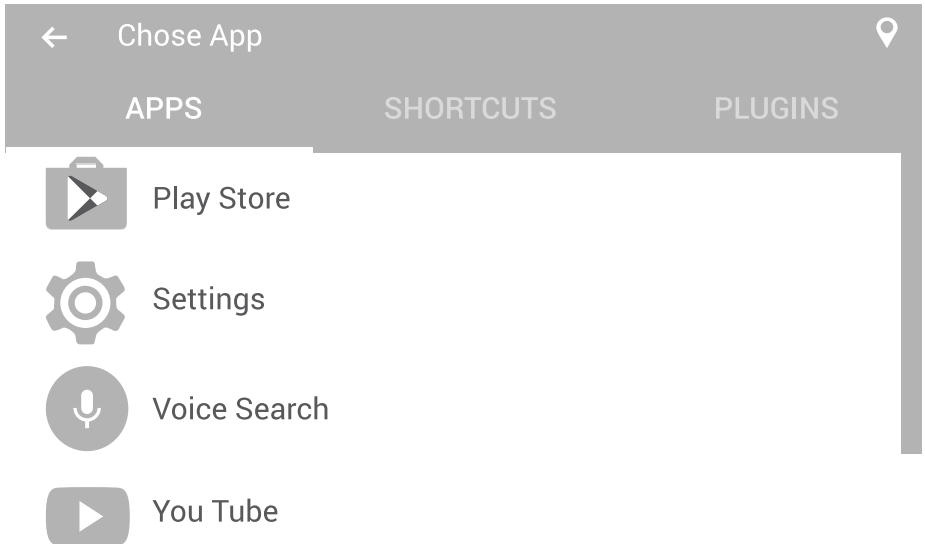 Chose App
APPS SHORTCUTS PLUGINS
Play Store
Settings
Voice Search
You Tube